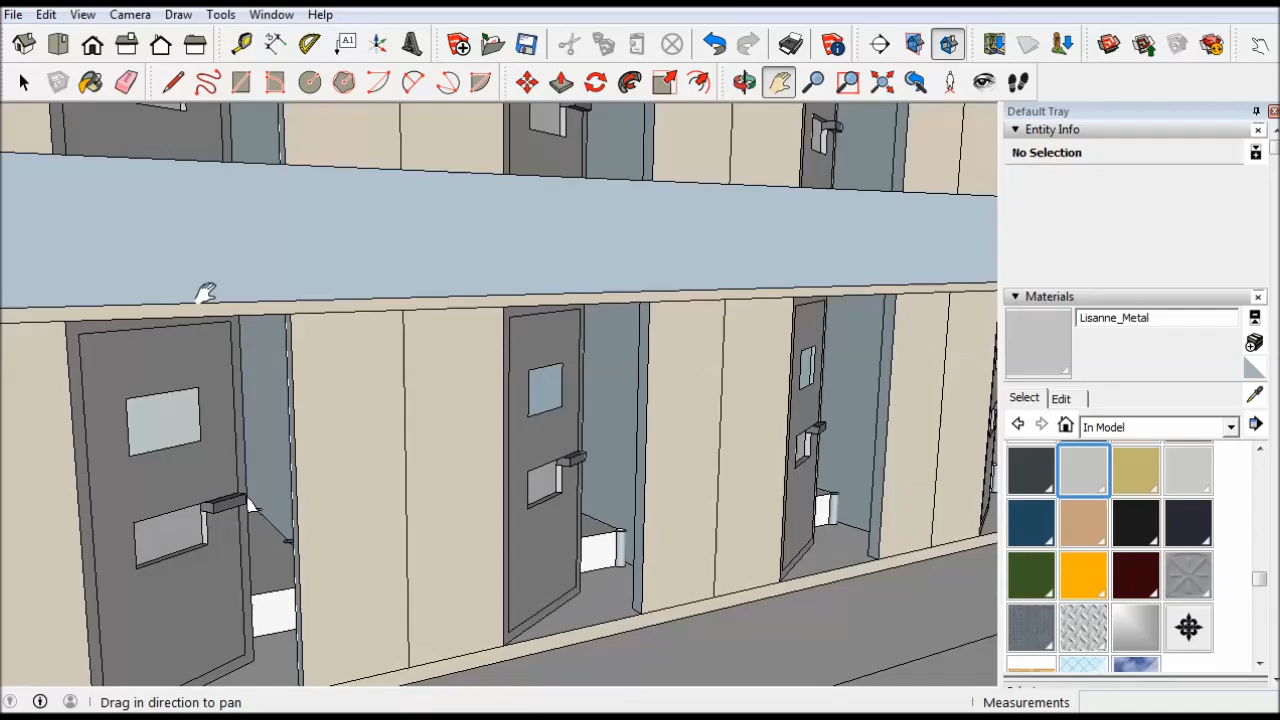 File Edit View Camera Draw Tools Window Help
A1
Default Tray
Entity Info
No Selection
Materials
Lisanne_Metal
Select Edit
In Model
Drag in direction to pan
Measurements